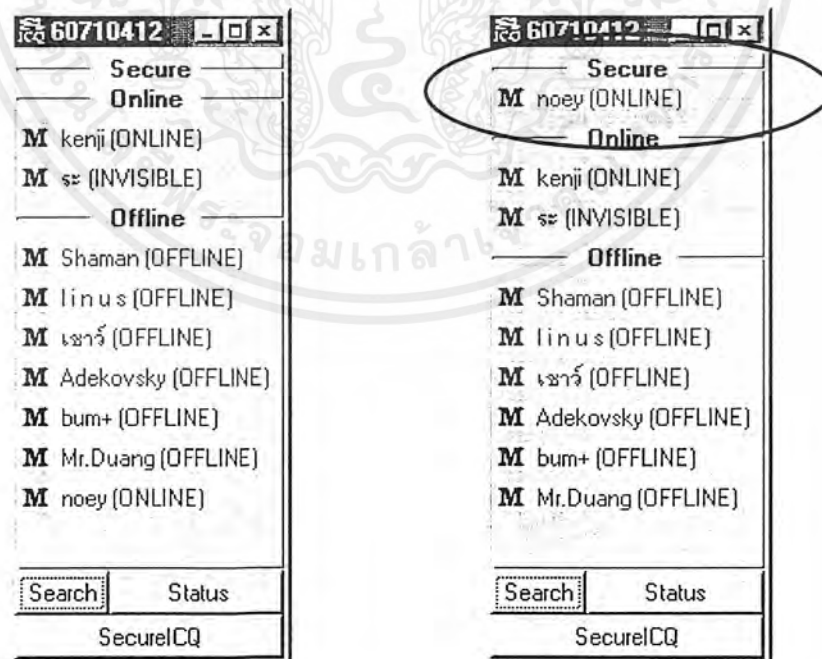 60710412
Secure
Online
M kenji (ONLINE)
M ระ (INVISIBLE)
Offline
M Shaman (OFFLINE)
M l i n u s (OFFLINE)
M เชาว์ (OFFLINE)
M Adekovsky (OFFLINE)
M bum+ (OFFLINE)
M Mr.Duang (OFFLINE)
M noey (ONLINE)
Search Status
SecureICQ
60710412
Secure
M noey (ONLINE)
Online
M kenji (ONLINE)
M ระ (INVISIBLE)
Offline
M Shaman (OFFLINE)
M l i n u s (OFFLINE)
M เชาว์ (OFFLINE)
M Adekovsky (OFFLINE)
M bum+ (OFFLINE)
M Mr.Duang (OFFLINE)
Search Status
SecureICQ